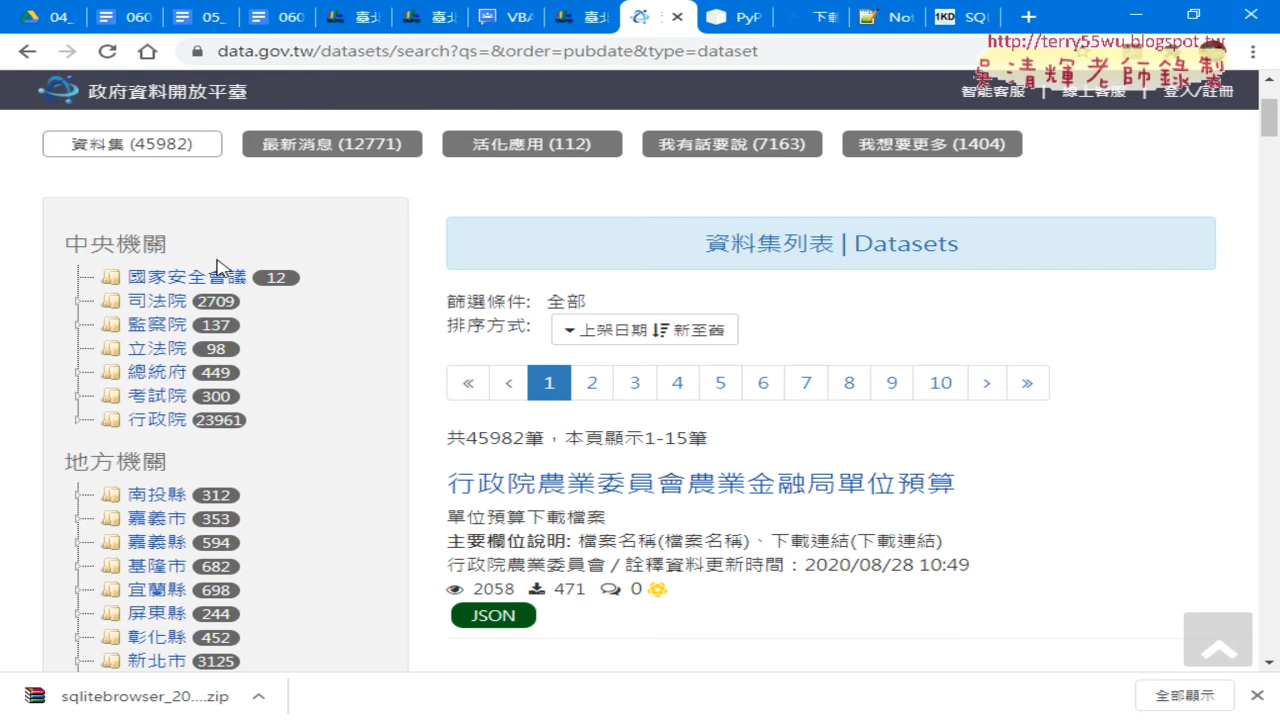 04_
060
05_
060
臺北
臺北
VBA
臺北
PyP
下載
Not
1KD SQL
data.gov.tw/datasets/search?qs=&order=pubdate&type=dataset
http://terry55wu.blogspot.tw
吳清輝老師錄製
政府資料開放平臺
智能客服 | 線上客服 | 登入/註冊
資料集 (45982)
最新消息 (12771)
活化應用 (112)
我有話要說 (7163)
我想要更多 (1404)
中央機關
國家安全會議 12
司法院 2709
監察院 137
立法院 98
總統府 449
考試院 300
行政院 23961
地方機關
南投縣 312
嘉義市 353
嘉義縣 594
基隆市 682
宜蘭縣 698
屏東縣 244
彰化縣 452
新北市 3125
資料集列表 | Datasets
篩選條件: 全部
排序方式: 上架日期 新至舊
« ‹ 1 2 3 4 5 6 7 8 9 10 › »
共45982筆，本頁顯示1-15筆
行政院農業委員會農業金融局單位預算
單位預算下載檔案
主要欄位說明: 檔案名稱(檔案名稱)、下載連結(下載連結)
行政院農業委員會 / 詮釋資料更新時間：2020/08/28 10:49
2058 471 0
JSON
sqlitebrowser_20....zip
全部顯示